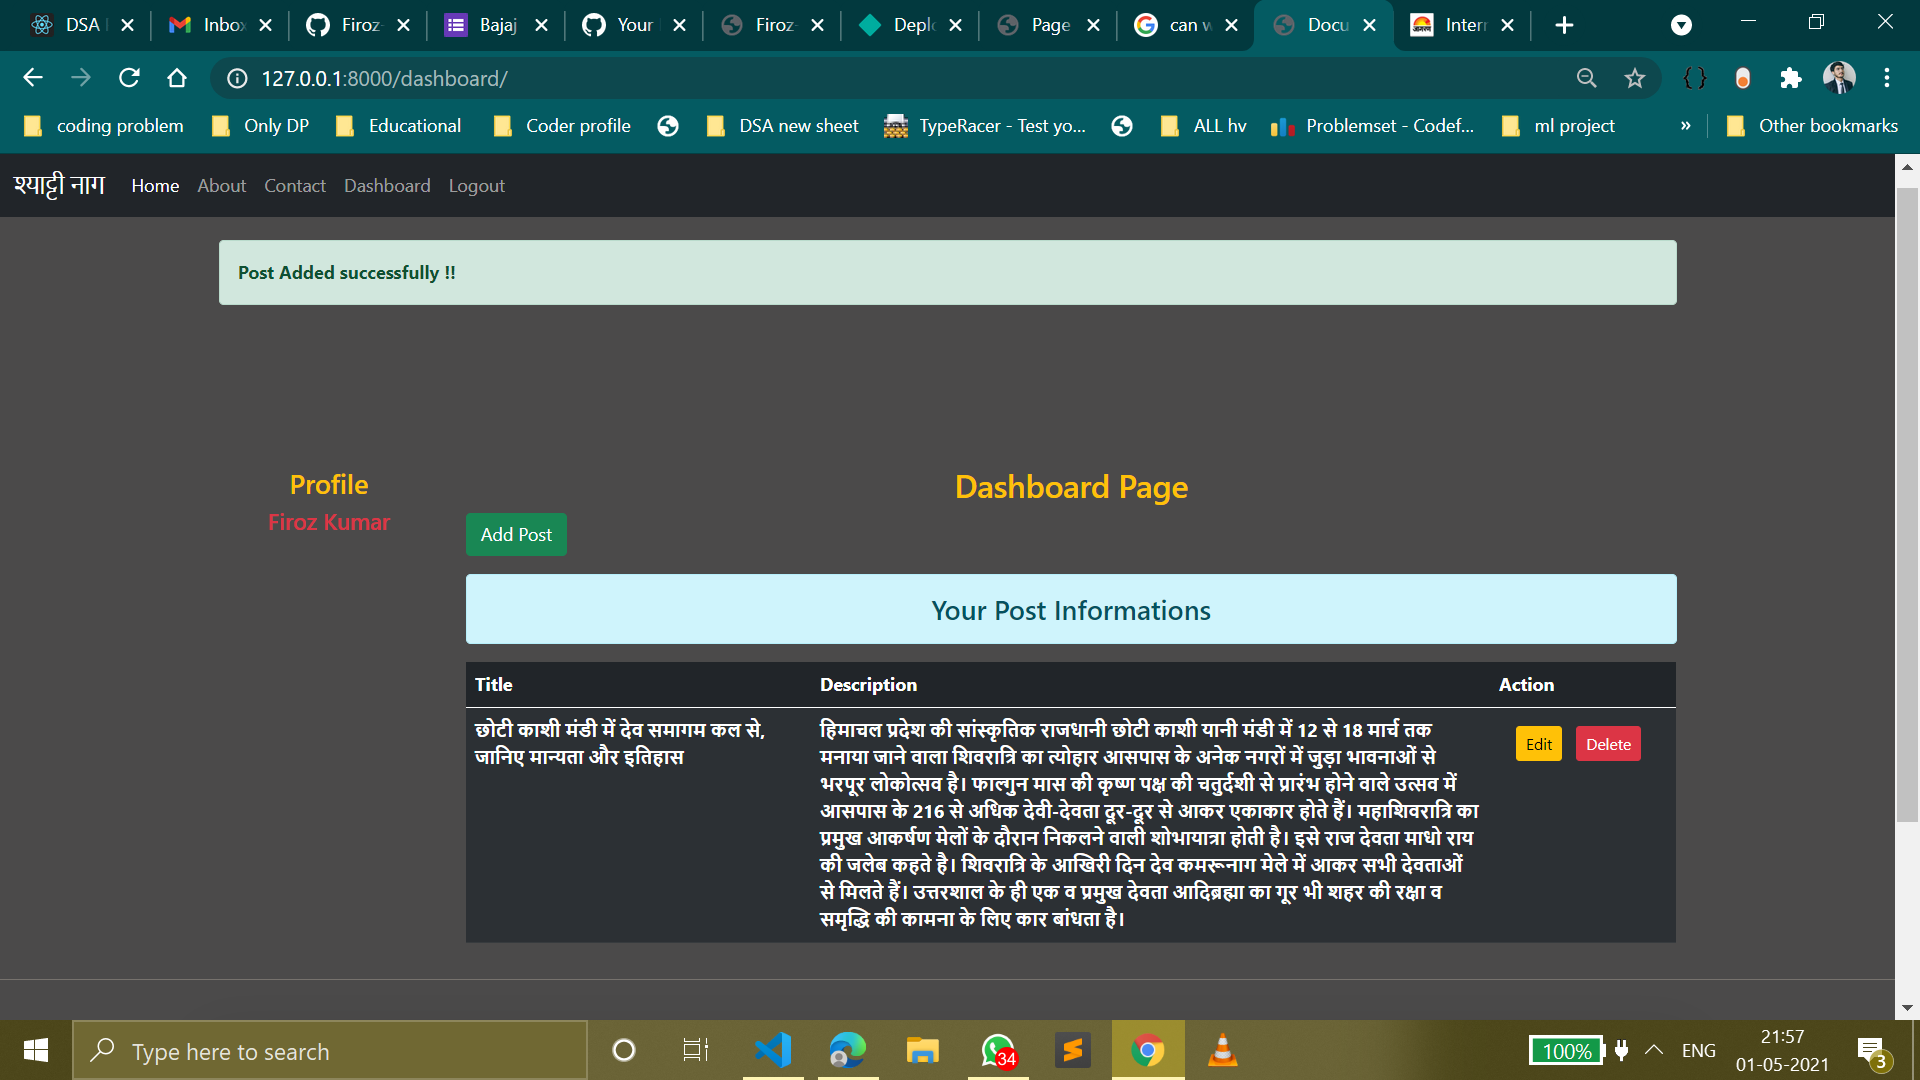 DSA
Inbox
Firoz-
Bajaj
Your
Firoz-
Deplo
Page
can w
Docu
Intern
127.0.0.1:8000/dashboard/
coding problem
Only DP
Educational
Coder profile
DSA new sheet
TypeRacer - Test yo...
ALL hv
Problemset - Codef...
ml project
»
Other bookmarks
श्याट्टी नाग
Home
About
Contact
Dashboard
Logout
Post Added successfully !!
Profile
Firoz Kumar
Dashboard Page
Add Post
Your Post Informations
Title
Description
Action
छोटी काशी मंडी में देव समागम कल से,
जानिए मान्यता और इतिहास
हिमाचल प्रदेश की सांस्कृतिक राजधानी छोटी काशी यानी मंडी में 12 से 18 मार्च तक
मनाया जाने वाला शिवरात्रि का त्योहार आसपास के अनेक नगरों में जुड़ा भावनाओं से
भरपूर लोकोत्सव है। फाल्गुन मास की कृष्ण पक्ष की चतुर्दशी से प्रारंभ होने वाले उत्सव में
आसपास के 216 से अधिक देवी-देवता दूर-दूर से आकर एकाकार होते हैं। महाशिवरात्रि का
प्रमुख आकर्षण मेलों के दौरान निकलने वाली शोभायात्रा होती है। इसे राज देवता माधो राय
की जलेब कहते है। शिवरात्रि के आखिरी दिन देव कमरूनाग मेले में आकर सभी देवताओं
से मिलते हैं। उत्तरशाल के ही एक व प्रमुख देवता आदिब्रह्मा का गूर भी शहर की रक्षा व
समृद्धि की कामना के लिए कार बांधता है।
Edit
Delete
Type here to search
34
100%
ENG
21:57
01-05-2021
3